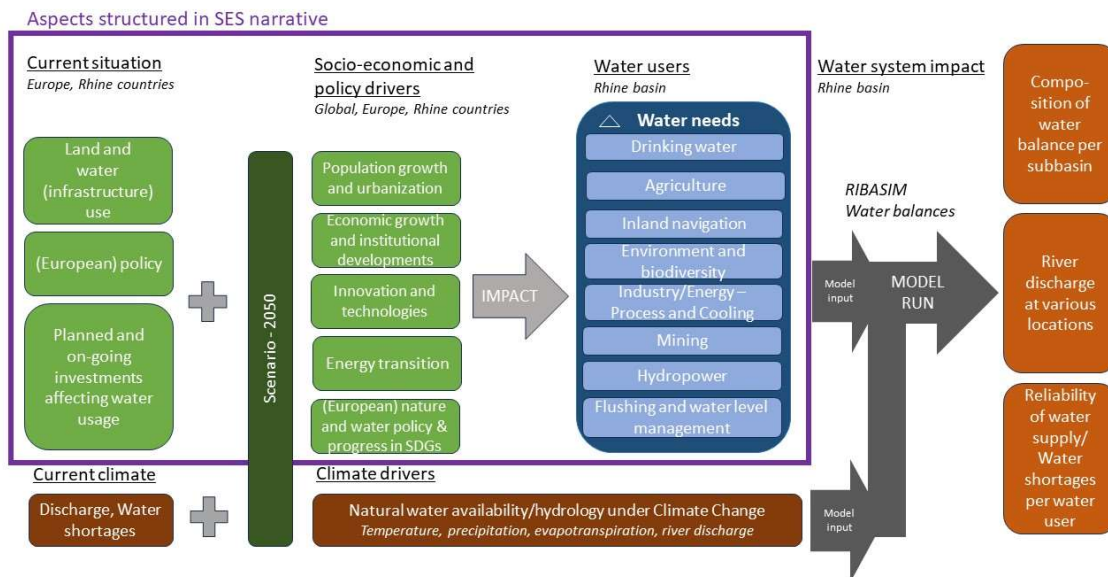 Aspects structured in SES narrative
Current situation
Europe, Rhine countries
Land and
water
(infrastructure)
use
(European) policy
Planned and
on-going
investments
affecting water
usage
Scenario - 2050
Socio-economic and
policy drivers
Global, Europe, Rhine countries
Population growth
and urbanization
Economic growth
and institutional
developments
Innovation and
technologies
Energy transition
(European) nature
and water policy &
progress in SDGs
IMPACT
Water users
Rhine basin
△ Water needs
Drinking water
Agriculture
Inland navigation
Environment and
biodiversity
Industry/Energy –
Process and Cooling
Mining
Hydropower
Flushing and water level
management
Water system impact
Rhine basin
RIBASIM
Water balances
Model
input
MODEL
RUN
Compo-
sition of
water
balance per
subbasin
River
discharge
at various
locations
Reliability
of water
supply/
Water
shortages
per water
user
Current climate
Discharge, Water
shortages
Climate drivers
Natural water availability/hydrology under Climate Change
Temperature, precipitation, evapotranspiration, river discharge
Model
input